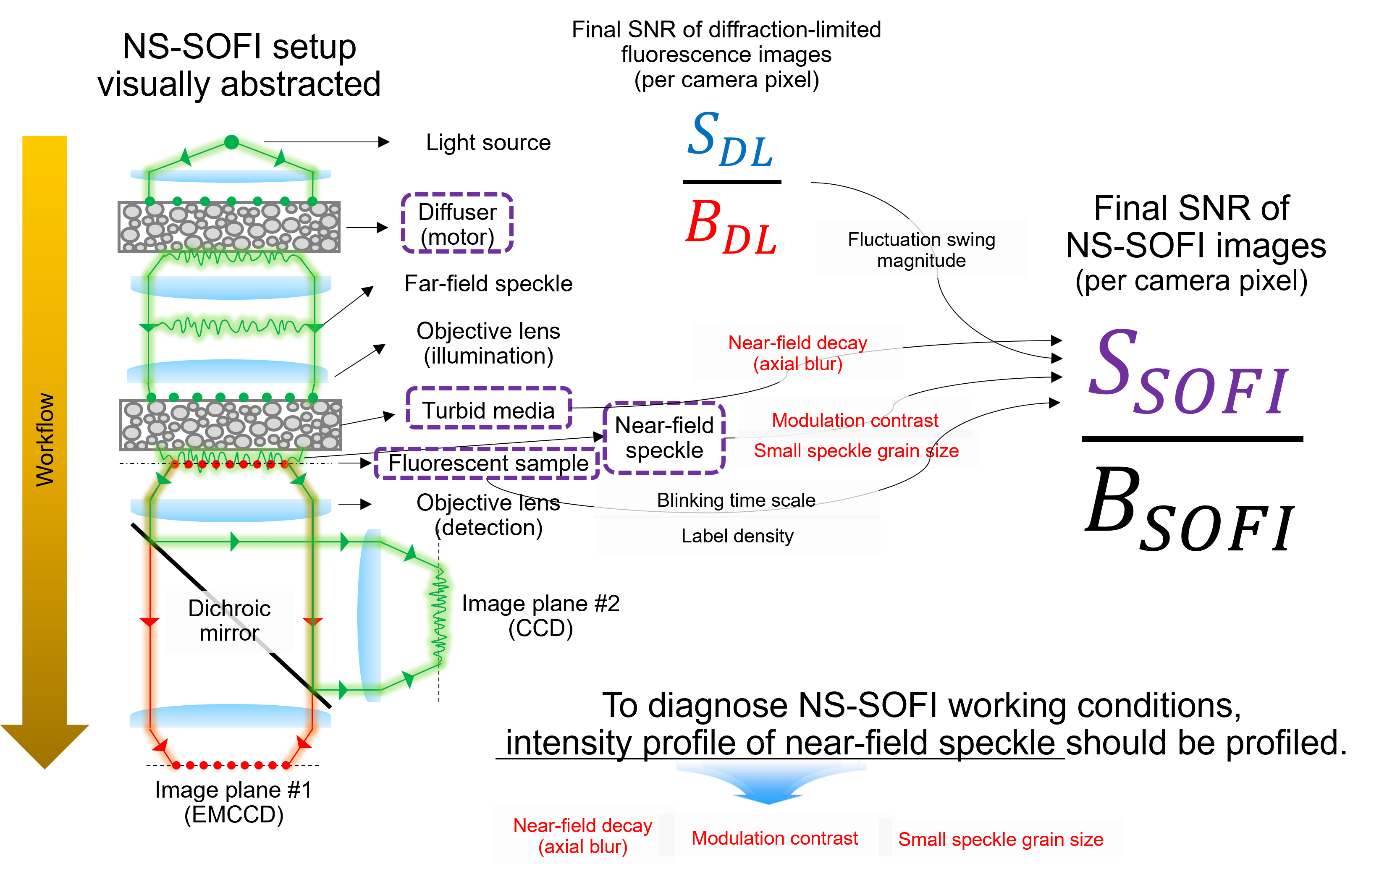 NS-SOFI setup
visually abstracted
Final SNR of diffraction-limited
fluorescence images
(per camera pixel)
S_DL
B_DL
Final SNR of
NS-SOFI images
(per camera pixel)
S_SOFI
B_SOFI
Workflow
Light source
Diffuser
(motor)
Far-field speckle
Objective lens
(illumination)
Turbid media
Fluorescent sample
Objective lens
(detection)
Near-field
speckle
Fluctuation swing
magnitude
Near-field decay
(axial blur)
Modulation contrast
Small speckle grain size
Blinking time scale
Label density
Dichroic
mirror
Image plane #2
(CCD)
Image plane #1
(EMCCD)
To diagnose NS-SOFI working conditions,
intensity profile of near-field speckle should be profiled.
Near-field decay
(axial blur)
Modulation contrast
Small speckle grain size